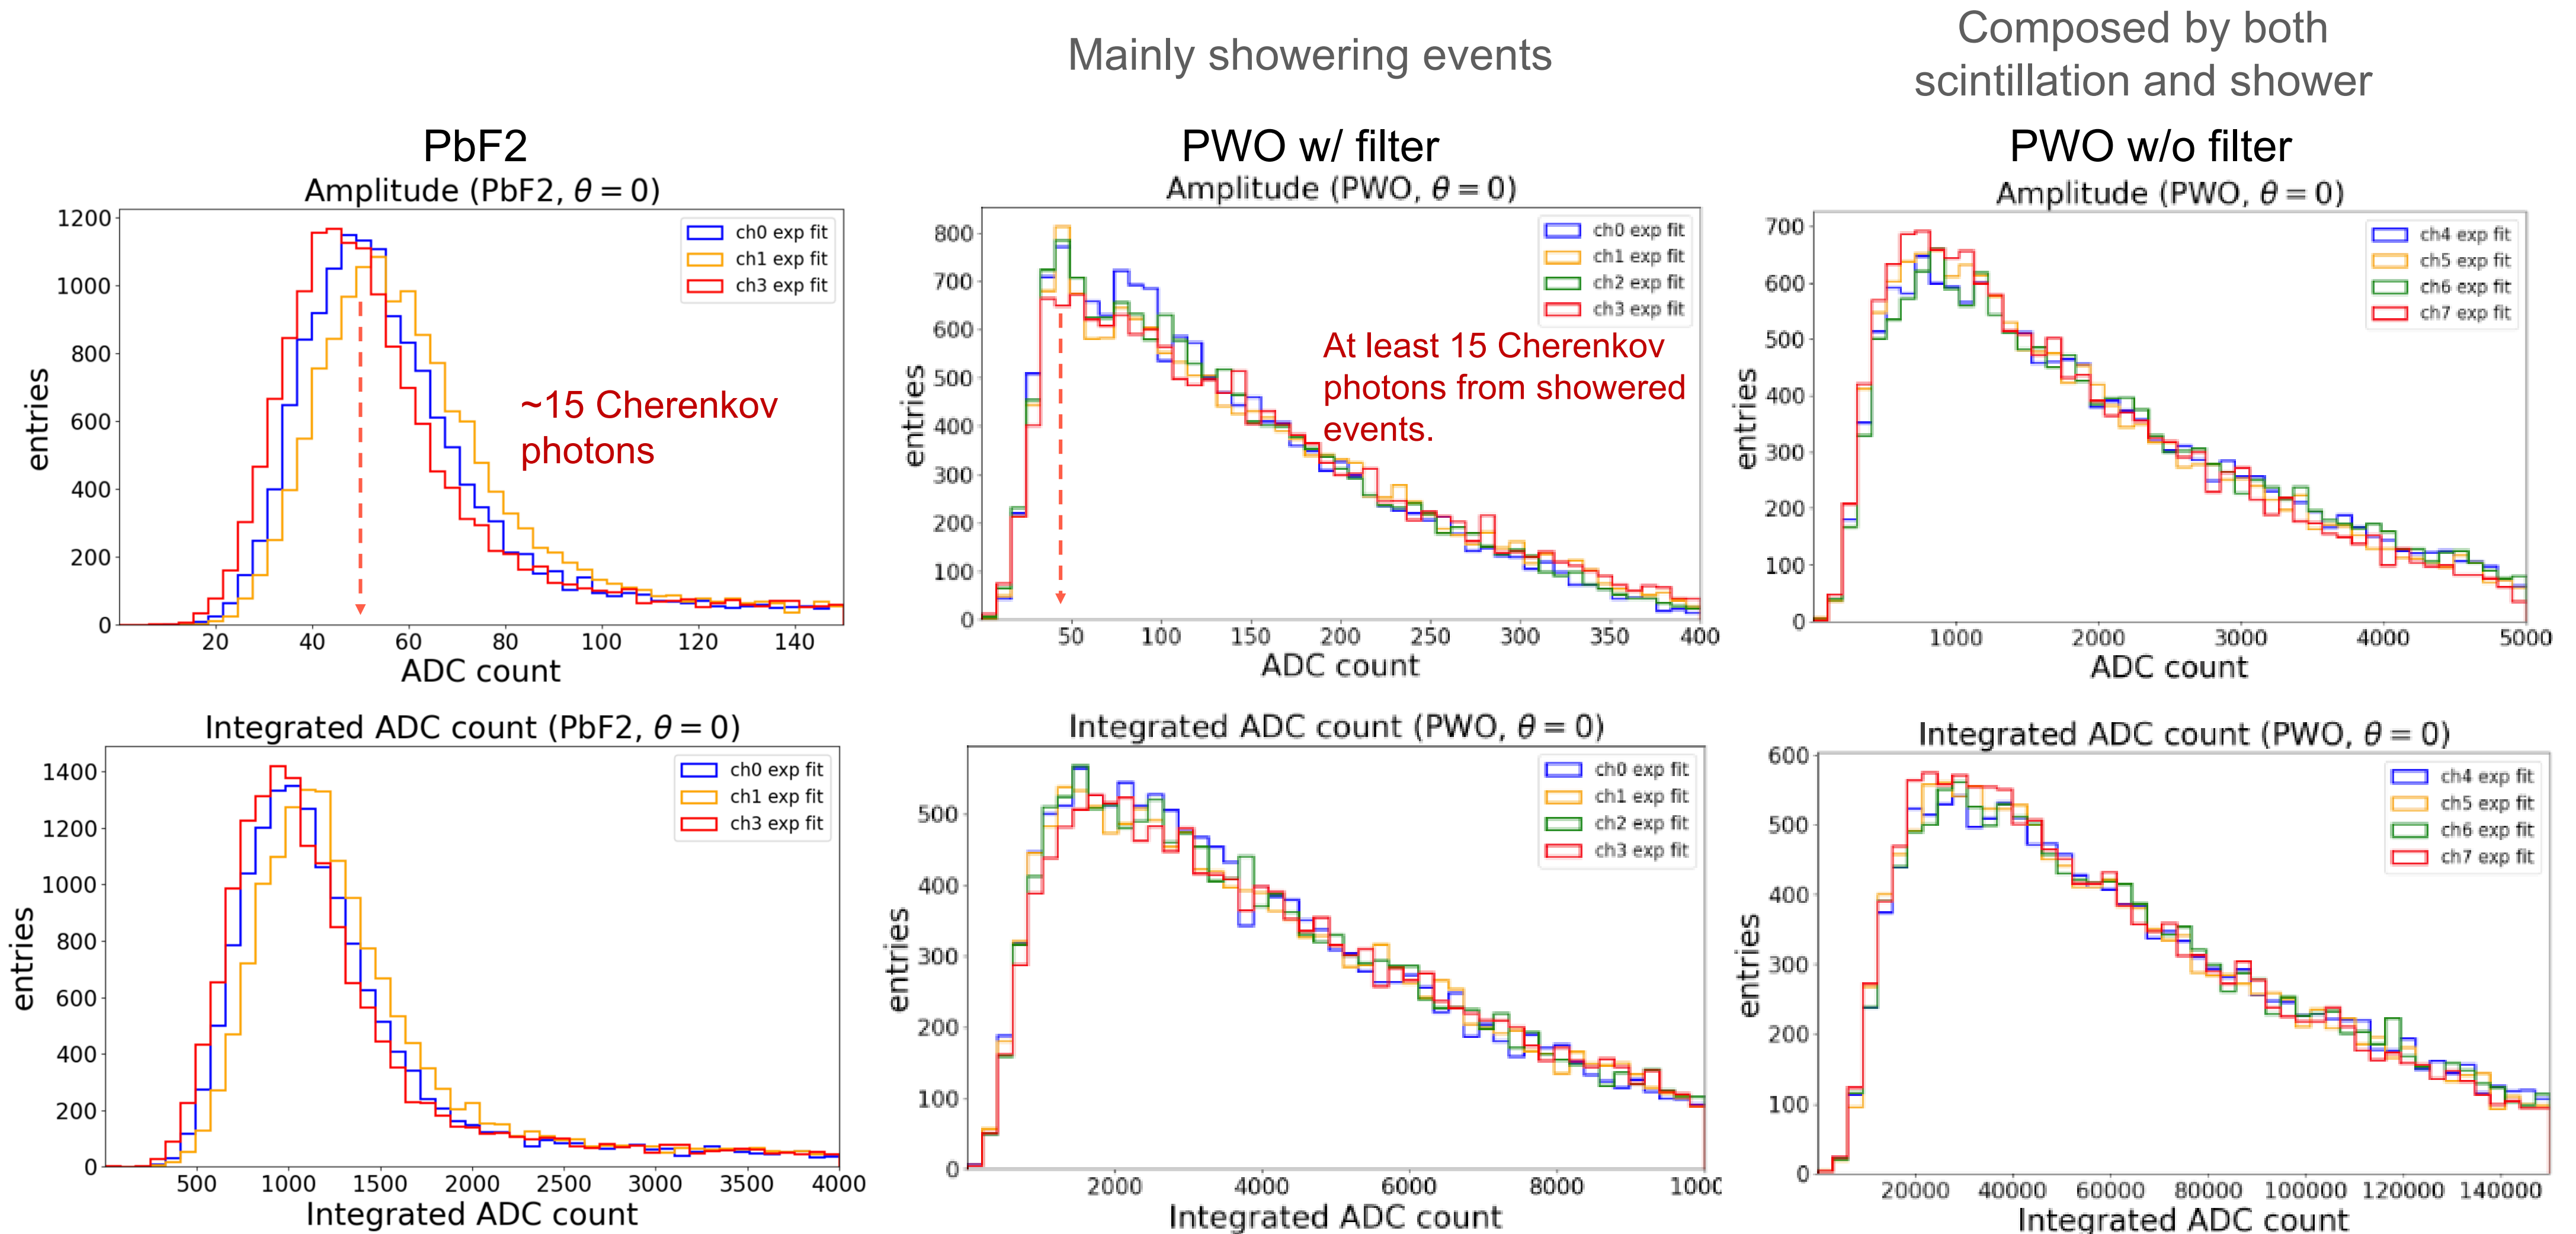 Mainly showering events
Composed by both
scintillation and shower
PbF2
PWO w/ filter
PWO w/o filter
Amplitude (PbF2, θ = 0)
1200
1000
800
600
400
200
0
entries
20 40 60 80 100 120 140
ADC count
ch0 exp fit
ch1 exp fit
ch3 exp fit
~15 Cherenkov
photons
Amplitude (PWO, θ = 0)
800
700
600
500
400
300
200
100
0
entries
50 100 150 200 250 300 350 400
ADC count
ch0 exp fit
ch1 exp fit
ch2 exp fit
ch3 exp fit
At least 15 Cherenkov
photons from showered
events.
Amplitude (PWO, θ = 0)
700
600
500
400
300
200
100
0
entries
1000 2000 3000 4000 5000
ADC count
ch4 exp fit
ch5 exp fit
ch6 exp fit
ch7 exp fit
Integrated ADC count (PbF2, θ = 0)
1400
1200
1000
800
600
400
200
0
entries
500 1000 1500 2000 2500 3000 3500 4000
Integrated ADC count
ch0 exp fit
ch1 exp fit
ch3 exp fit
Integrated ADC count (PWO, θ = 0)
500
400
300
200
100
0
entries
2000 4000 6000 8000 1000
Integrated ADC count
ch0 exp fit
ch1 exp fit
ch2 exp fit
ch3 exp fit
Integrated ADC count (PWO, θ = 0)
600
500
400
300
200
100
0
entries
20000 40000 60000 80000 100000 120000 140000
Integrated ADC count
ch4 exp fit
ch5 exp fit
ch6 exp fit
ch7 exp fit